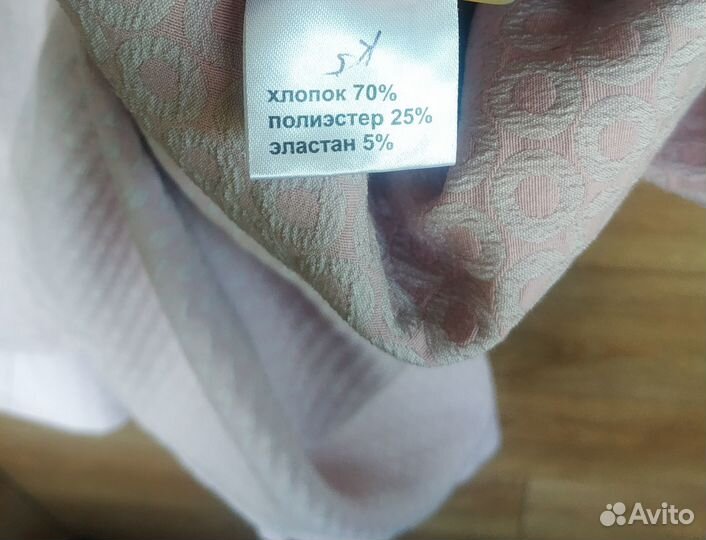 хлопок 70%
полиэстер 25%
эластан 5%
Avito